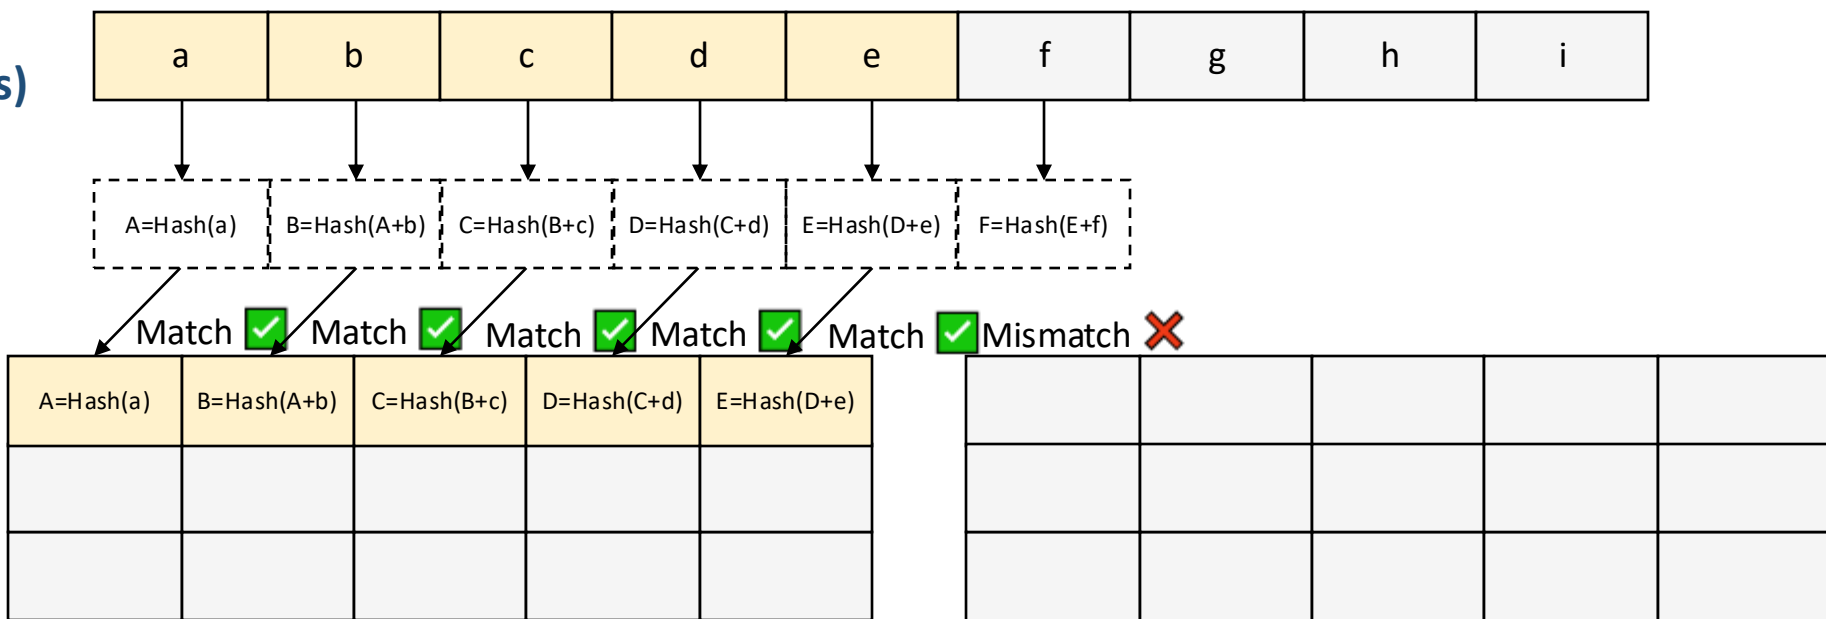 a b c d e f g h i
s)
A=Hash(a) B=Hash(A+b) C=Hash(B+c) D=Hash(C+d) E=Hash(D+e) F=Hash(E+f)
Match Match Match Match Match Mismatch
A=Hash(a) B=Hash(A+b) C=Hash(B+c) D=Hash(C+d) E=Hash(D+e)